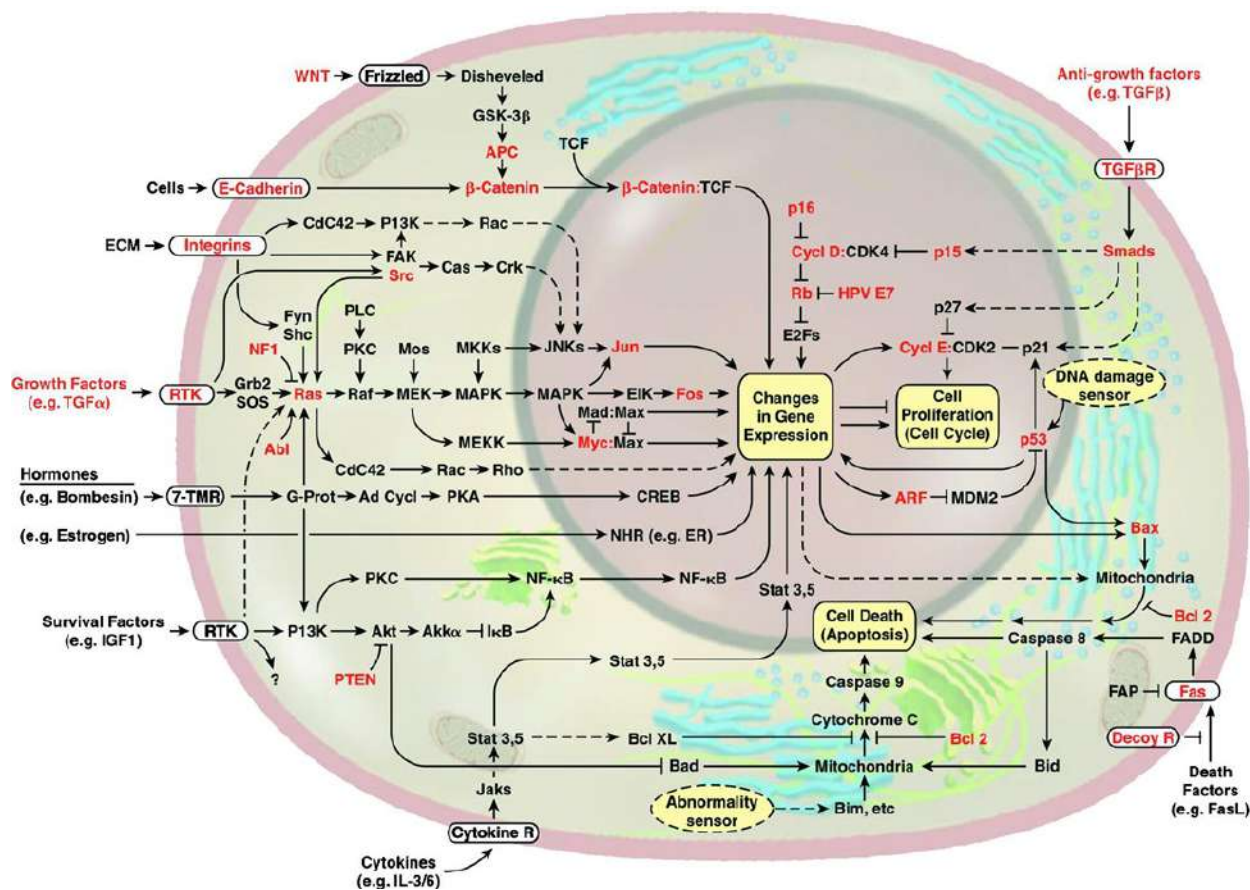 WNT
Frizzled
Disheveled
GSK-3β
APC
TCF
Anti-growth factors
(e.g. TGFβ)
TGFβR
Cells
E-Cadherin
β-Catenin
β-Catenin:TCF
p16
CdC42
P13K
Rac
ECM
Integrins
FAK
Src
Cas
Crk
Cycl D:CDK4
p15
Smads
Rb
HPV E7
Fyn
Shc
PLC
p27
E2Fs
NF1
PKC
Mos
MKKs
JNKs
Jun
Cycl E:CDK2
p21
Growth Factors
(e.g. TGFα)
RTK
Grb2
SOS
Ras
Raf
MEK
MAPK
MAPK
ElK
Fos
Changes
in Gene
Expression
Cell
Proliferation
(Cell Cycle)
DNA damage
sensor
Mad:Max
Abl
MEKK
Myc:Max
p53
CdC42
Rac
Rho
Hormones
(e.g. Bombesin)
7-TMR
G-Prot
Ad Cycl
PKA
CREB
ARF
MDM2
(e.g. Estrogen)
NHR (e.g. ER)
Bax
PKC
NF-κB
NF-κB
Stat 3,5
Mitochondria
Survival Factors
(e.g. IGF1)
RTK
P13K
Akt
Akkα
IκB
Cell Death
(Apoptosis)
Bcl 2
Caspase 8
FADD
?
PTEN
Stat 3,5
Caspase 9
FAP
Fas
Cytochrome C
Stat 3,5
Bcl XL
Bcl 2
Decoy R
Bad
Mitochondria
Bid
Death
Factors
(e.g. FasL)
Jaks
Abnormality
sensor
Bim, etc
Cytokine R
Cytokines
(e.g. IL-3/6)